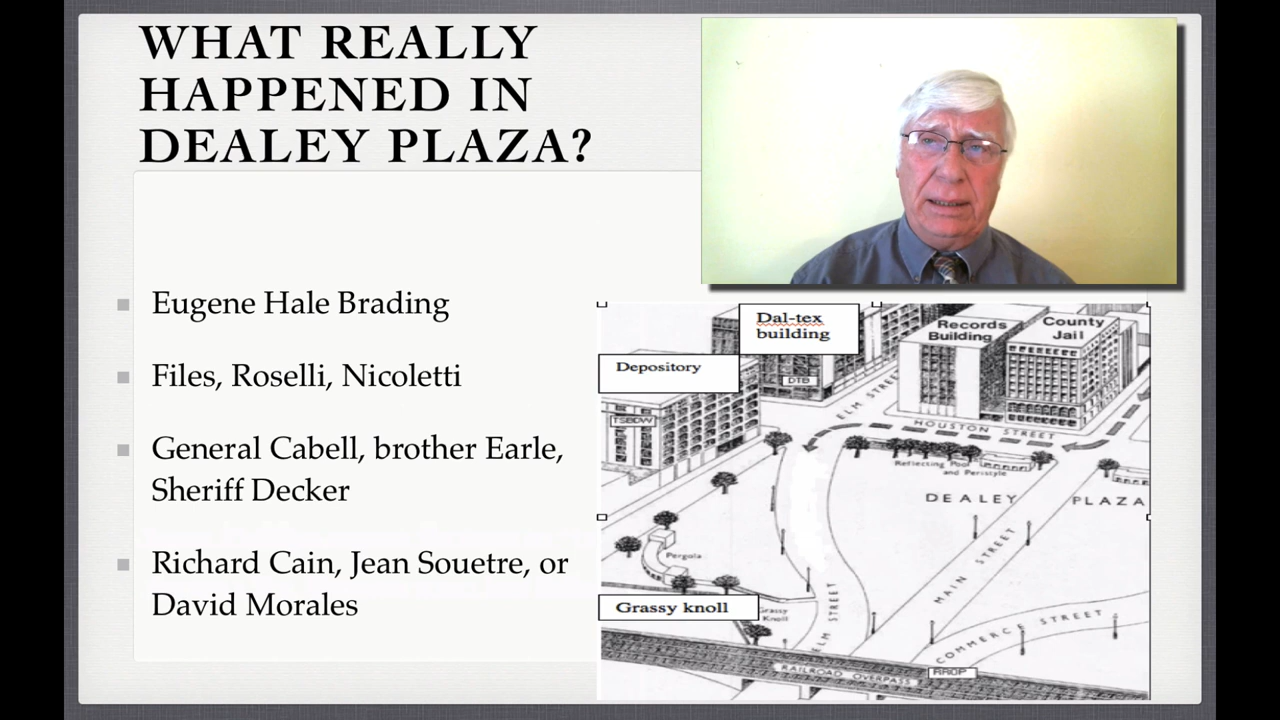 WHAT REALLY
HAPPENED IN
DEALEY PLAZA?
Eugene Hale Brading
Files, Roselli, Nicoletti
General Cabell, brother Earle,
Sheriff Decker
Richard Cain, Jean Souetre, or
David Morales
Dal-tex
building
Records
Building
County
Jail
Depository
DTB
TSBDW
ELM STREET
HOUSTON STREET
Reflecting Pool
and Peristyle
DEALEY PLAZA
Pergola
MAIN STREET
Grassy knoll
Grassy
Knoll
ELM STREET
COMMERCE STREET
RAILROAD OVERPASS